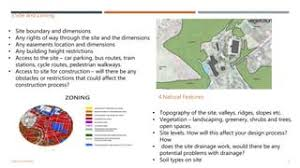 3 Site and Zoning
• Site boundary and dimensions
• Any rights of way through the site and the dimensions
• Any easements location and dimensions
• Any building height restrictions
• Access to the site – car parking, bus routes, train
stations, cycle routes, pedestrian walkways
• Access to site for construction – will there be any
obstacles or restrictions that could affect the
construction process?
vegetation
ZONING
4 Natural Features
• Topography of the site, valleys, ridges, slopes etc.
• Vegetation – landscaping, greenery, shrubs and trees,
open spaces.
• Site levels. How will this affect your design process?
How
• does the site drainage work, would there be any
potential problems with drainage?
• Soil types on site